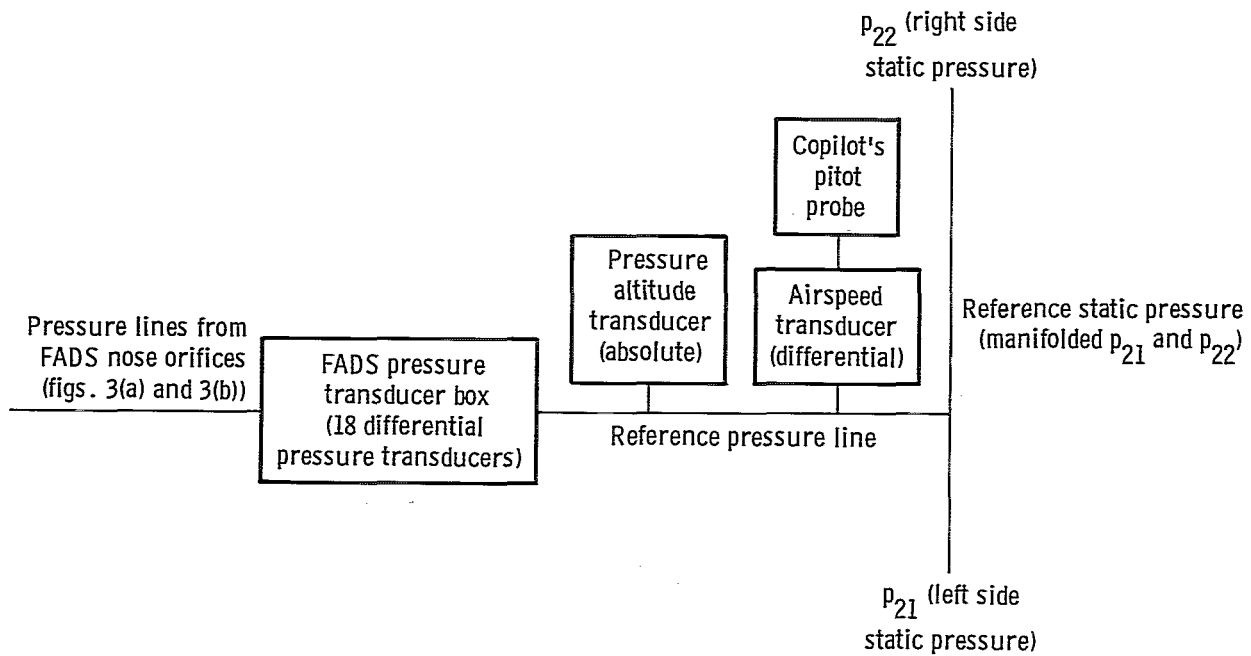 p22 (right side
static pressure)
Copilot's
pitot
probe
Pressure
altitude
transducer
(absolute)
Airspeed
transducer
(differential)
Reference static pressure
(manifolded p21 and p22)
Pressure lines from
FADS nose orifices
(figs. 3(a) and 3(b))
FADS pressure
transducer box
(18 differential
pressure transducers)
Reference pressure line
p21 (left side
static pressure)